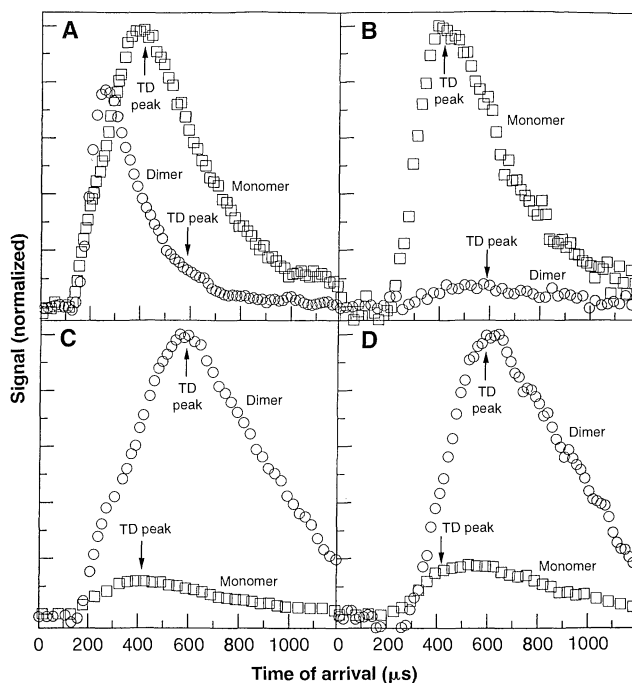 A
TD
peak
Dimer
Monomer
TD peak
B
TD
peak
Monomer
TD peak
Dimer
Signal (normalized)
C
TD
peak
Dimer
TD peak
Monomer
D
TD
peak
Dimer
TD peak
Monomer
0 200 400 600 800 1000 0 200 400 600 800 1000
Time of arrival (μs)